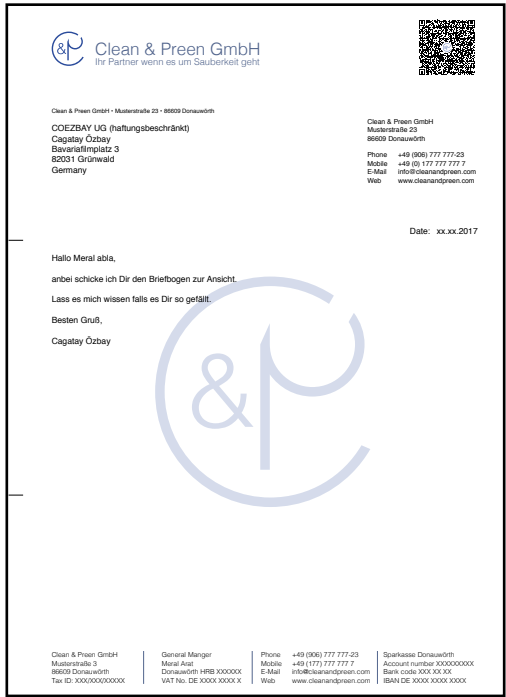 &
Clean & Preen GmbH
Ihr Partner wenn es um Sauberkeit geht
Clean & Preen GmbH • Musterstraße 23 • 86609 Donauwörth
COEZBAY UG (haftungsbeschränkt)
Cagatay Özbay
Bavariafilmplatz 3
82031 Grünwald
Germany
Clean & Preen GmbH
Musterstraße 23
86609 Donauwörth
Phone +49 (906) 777 777-23
Mobile +49 (0) 177 777 777 7
E-Mail info@cleanandpreen.com
Web www.cleanandpreen.com
Date: xx.xx.2017
Hallo Meral abla,
anbei schicke ich Dir den Briefbogen zur Ansicht.
Lass es mich wissen falls es Dir so gefällt.
Besten Gruß,
Cagatay Özbay
&
Clean & Preen GmbH
Musterstraße 3
86609 Donauwörth
Tax ID: XXX/XXX/XXXXX
General Manger
Meral Arat
Donauwörth HRB XXXXXX
VAT No. DE XXXX XXXX X
Phone +49 (906) 777 777-23
Mobile +49 (177) 777 777 7
E-Mail info@cleanandpreen.com
Web www.cleanandpreen.com
Sparkasse Donauwörth
Account number XXXXXXXXX
Bank code XXX XX XX
IBAN DE XXXX XXXX XXXX